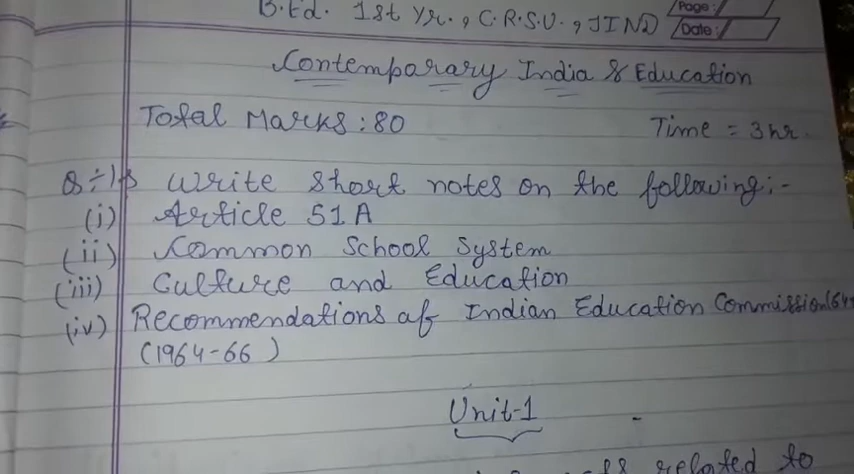 B.Ed. 1st Yr., C.R.S.U., JIND
Page:
Date:
Contemparary India & Education
Total Marks : 80
Time = 3 hr.
Q÷1 Write short notes on the following:-
(i) Article 51A
(ii) Common School System
(iii) Culture and Education
(iv) Recommendations of Indian Education Commission
(1964-66)
Unit-1
related to